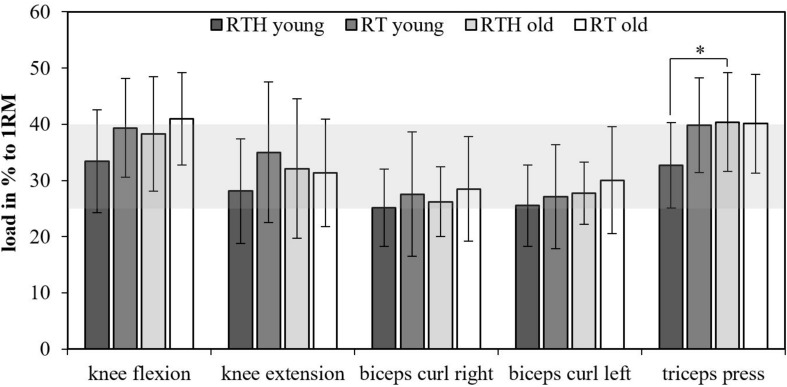 60
50
40
30
20
10
0
load in % to 1RM
RTH young RT young RTH old RT old
*
knee flexion knee extension biceps curl right biceps curl left triceps press